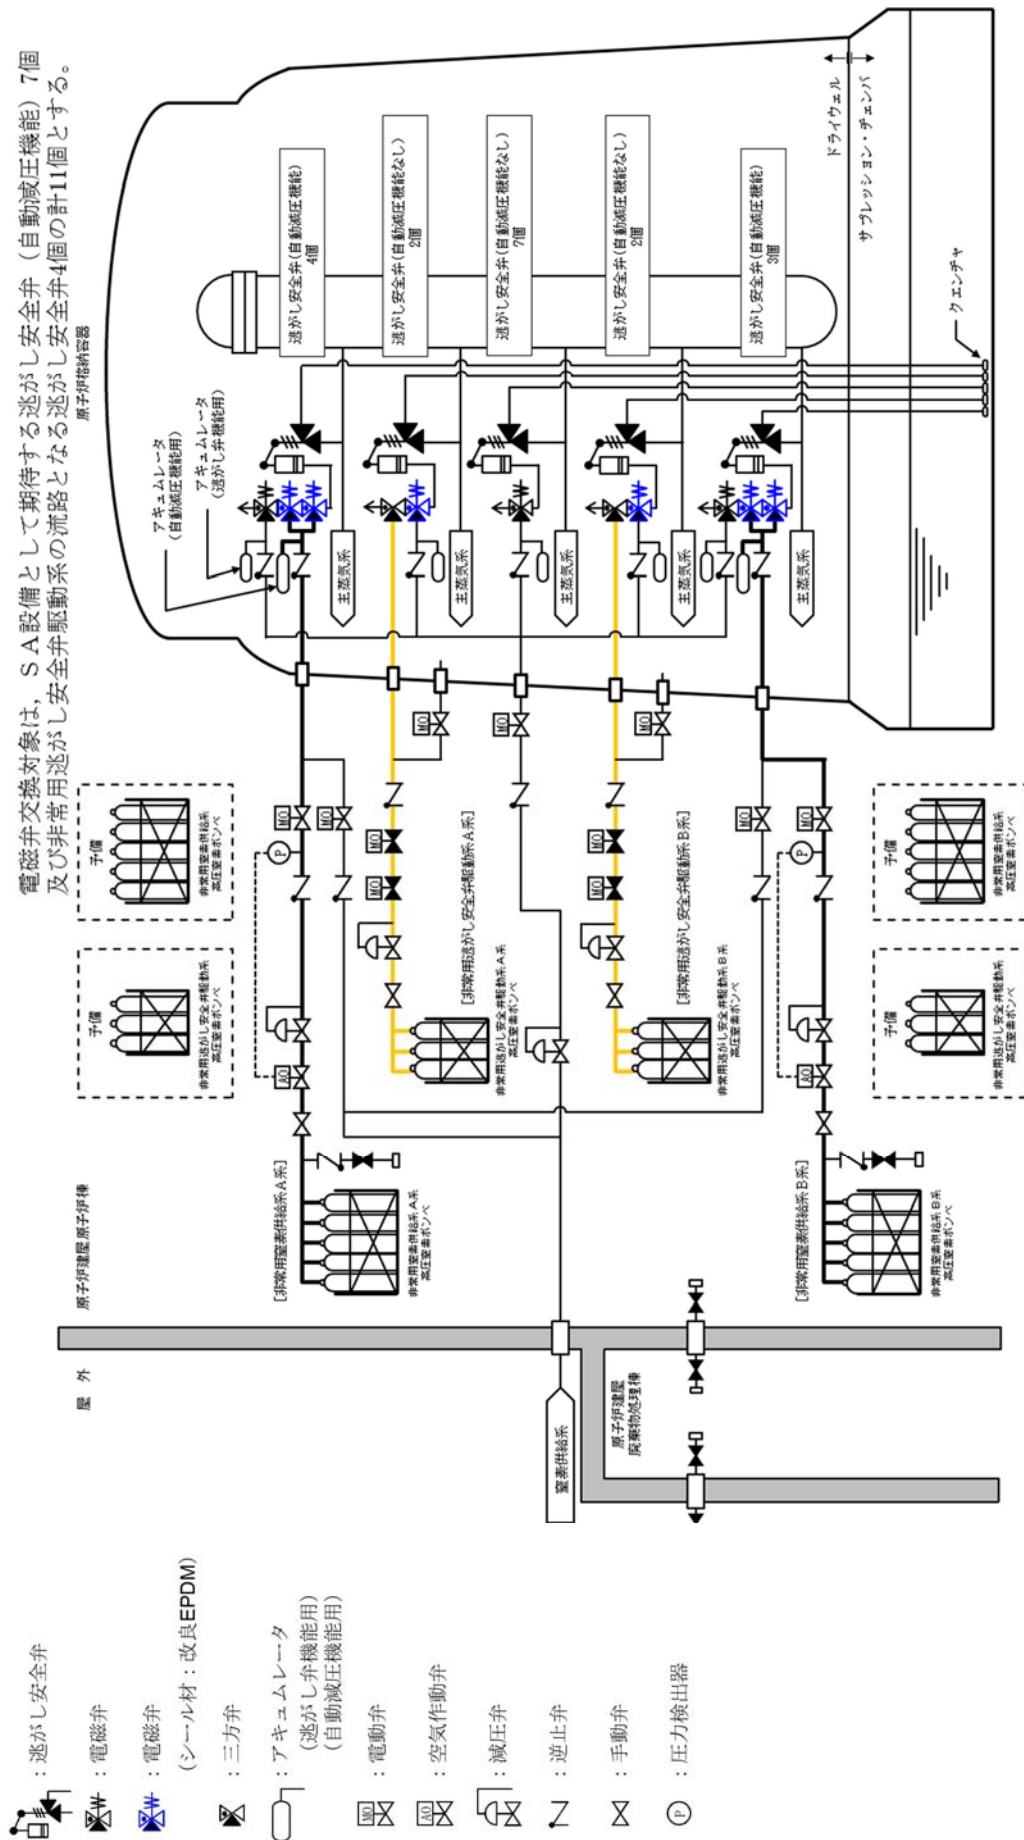 電磁弁交換対象は，ＳＡ設備として期待する逃がし安全弁（自動減圧機能）7個
及び非常用逃がし安全弁駆動系の流路となる逃がし安全弁4個の計11個とする。
原子炉格納容器
アキュムレータ
(自動減圧機能用)
アキュムレータ
(逃がし弁機能用)
逃がし安全弁(自動減圧機能)
4個
逃がし安全弁(自動減圧機能なし)
2個
逃がし安全弁(自動減圧機能なし)
7個
逃がし安全弁(自動減圧機能なし)
2個
逃がし安全弁(自動減圧機能)
3個
ドライウェル
サプレッション・チェンバ
クエンチャ
主蒸気系
主蒸気系
主蒸気系
主蒸気系
主蒸気系
予備
非常用窒素供給系
高圧窒素ボンベ
予備
非常用逃がし安全弁駆動系
高圧窒素ボンベ
MO
MO
P
AO
MO
MO
MO
MO
MO
MO
MO
MO
MO
MO
P
AO
[非常用逃がし安全弁駆動系Ａ系]
非常用逃がし安全弁駆動系Ａ系
高圧窒素ボンベ
[非常用逃がし安全弁駆動系Ｂ系]
非常用逃がし安全弁駆動系Ｂ系
高圧窒素ボンベ
予備
非常用窒素供給系
高圧窒素ボンベ
予備
非常用逃がし安全弁駆動系
高圧窒素ボンベ
[非常用窒素供給系Ａ系]
非常用窒素供給系Ａ系
高圧窒素ボンベ
[非常用窒素供給系Ｂ系]
非常用窒素供給系Ｂ系
高圧窒素ボンベ
原子炉建屋原子炉棟
屋 外
窒素供給系
原子炉建屋
廃棄物処理棟
：逃がし安全弁
：電磁弁
：電磁弁
(シール材：改良EPDM)
：三方弁
：アキュムレータ
(逃がし弁機能用)
(自動減圧機能用)
MO
：電動弁
AO
：空気作動弁
：減圧弁
：逆止弁
：手動弁
P
：圧力検出器